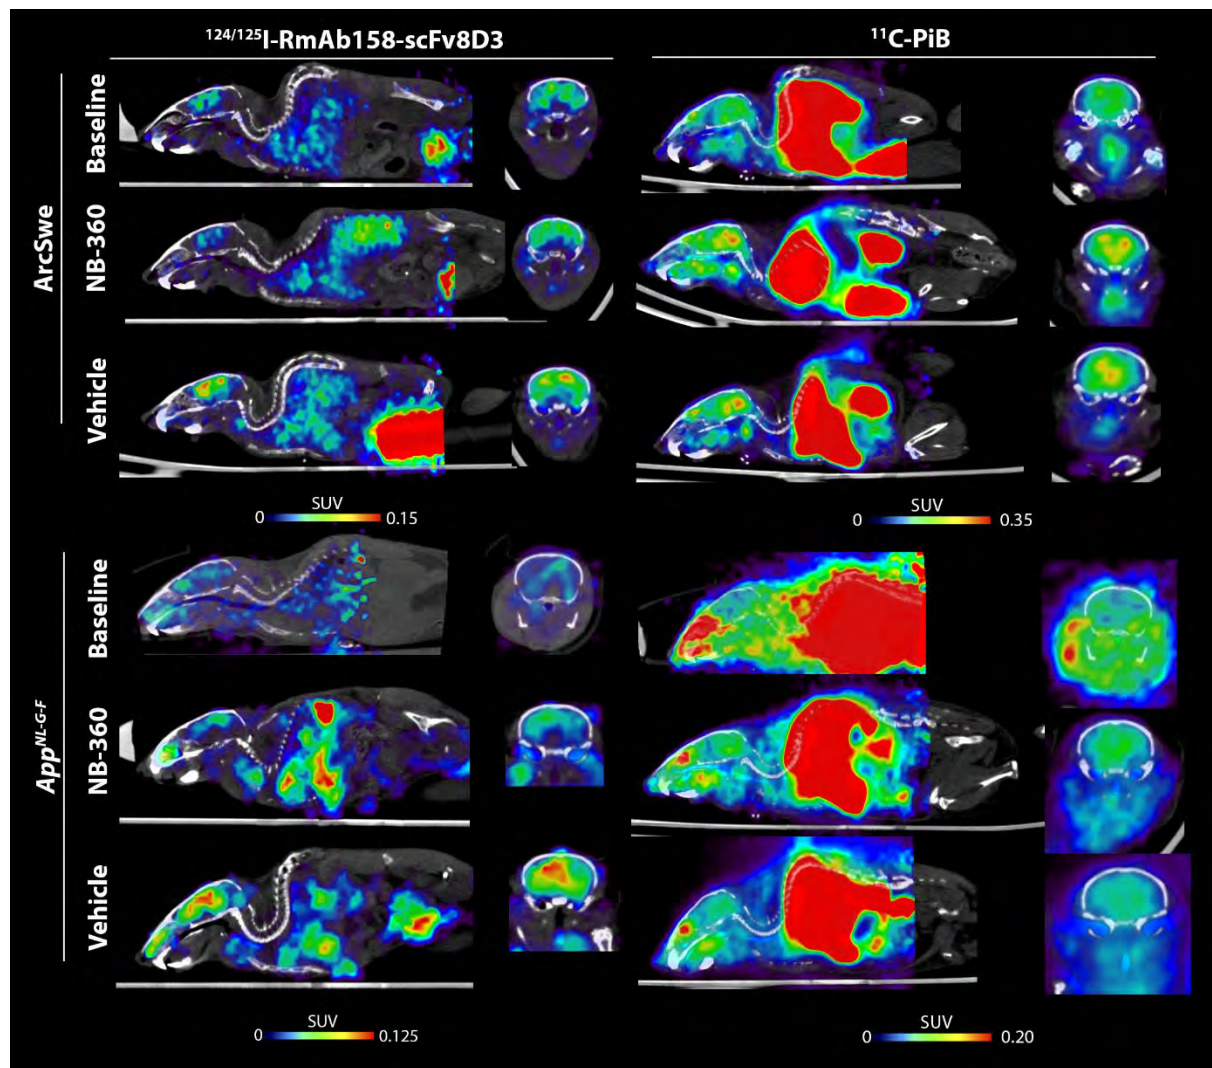 124/125I-RmAb158-scFv8D3
11C-PiB
ArcSwe
Baseline
NB-360
Vehicle
SUV
0 0.15
SUV
0 0.35
AppNL-G-F
Baseline
NB-360
Vehicle
SUV
0 0.125
SUV
0 0.20